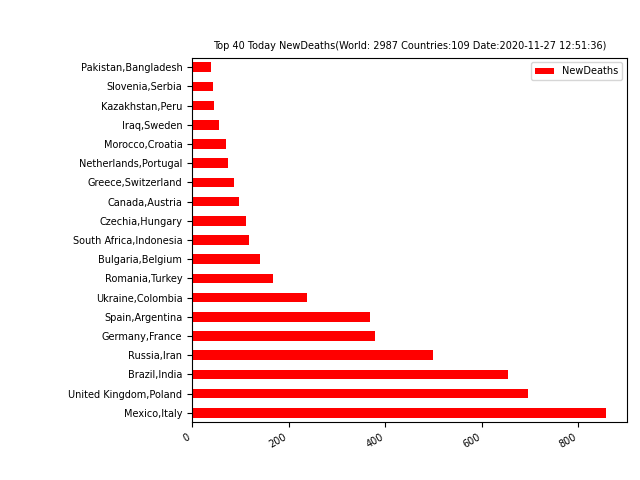 Top 40 Today NewDeaths(World: 2987 Countries:109 Date:2020-11-27 12:51:36)
NewDeaths
Pakistan,Bangladesh
Slovenia,Serbia
Kazakhstan,Peru
Iraq,Sweden
Morocco,Croatia
Netherlands,Portugal
Greece,Switzerland
Canada,Austria
Czechia,Hungary
South Africa,Indonesia
Bulgaria,Belgium
Romania,Turkey
Ukraine,Colombia
Spain,Argentina
Germany,France
Russia,Iran
Brazil,India
United Kingdom,Poland
Mexico,Italy
0 200 400 600 800